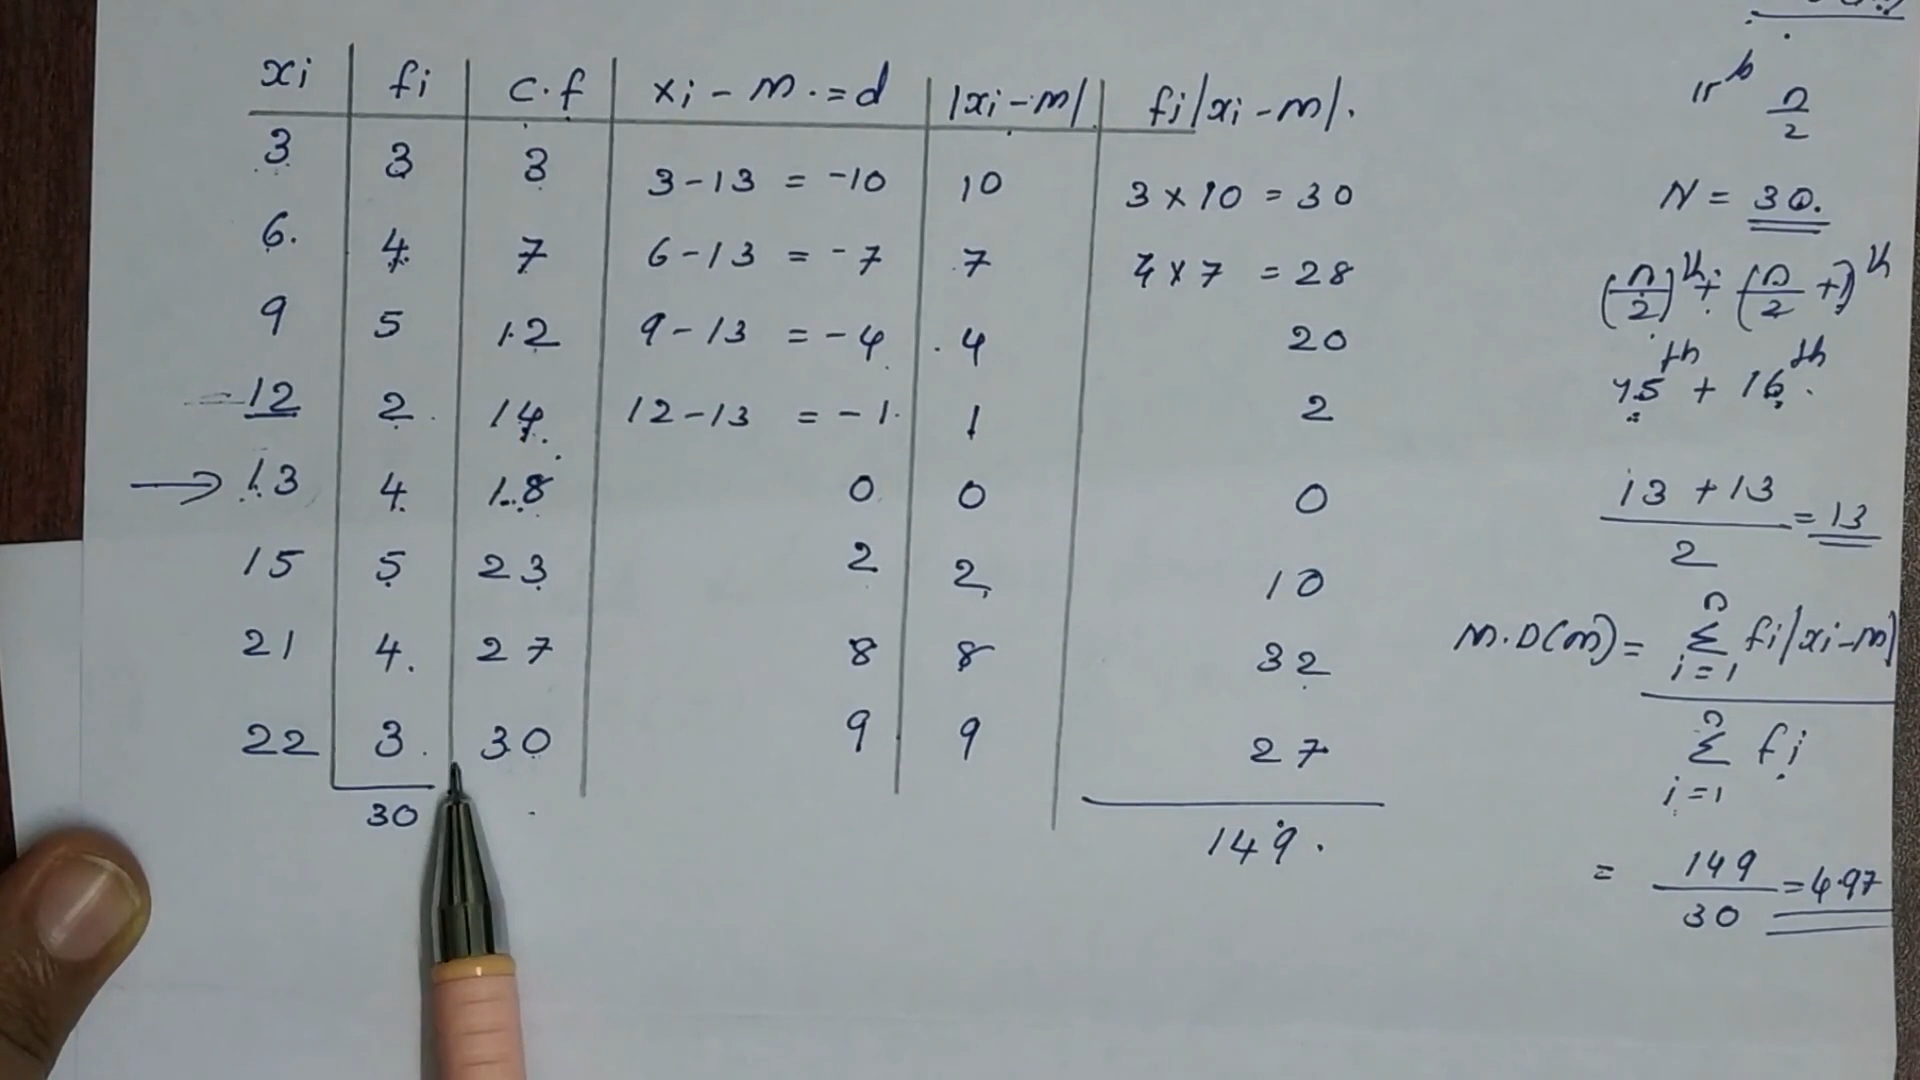 xi | fi | c.f | xi - m. = d | |xi - m| | fi|xi - m|.
3 | 3 | 3 | 3 - 13 = -10 | 10 | 3 x 10 = 30
6. | 4 | 7 | 6 - 13 = -7 | 7 | 4 x 7 = 28
9 | 5 | 12 | 9 - 13 = -4 | 4 | 20
12 | 2 | 14 | 12 - 13 = -1 | 1 | 2
→ 13 | 4 | 18 | 0 | 0 | 0
15 | 5 | 23 | 2 | 2 | 10
21 | 4. | 27 | 8 | 8 | 32
22 | 3 | 30 | 9 | 9 | 27
30 | 149.
n/2
N = 30.
(n/2)th + (n/2 + 1)th
15th + 16th
(13 + 13)/2 = 13
M.D(m) = n Σ i=1 fi|xi-m|
n Σ i=1 fi
= 149/30 = 4.97